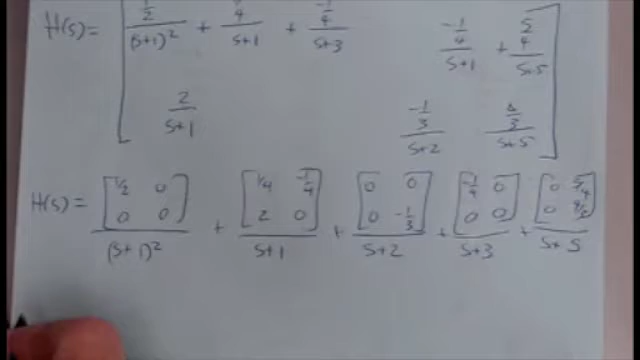 H(s) = [ 1/2 / (s+1)² + 1/4 / s+1 + -1/4 / s+3    -1/4 / s+1 + 5/4 / s+5
2 / s+1    -1/3 / s+2    4/3 / s+5 ]
H(s) = [1/2 0; 0 0] / (s+1)² + [1/4 -1/4; 2 0] / s+1 + [0 0; 0 -1/3] / s+2 + [-1/4 0; 0 0] / s+3 + [0 5/4; 0 4/3] / s+5